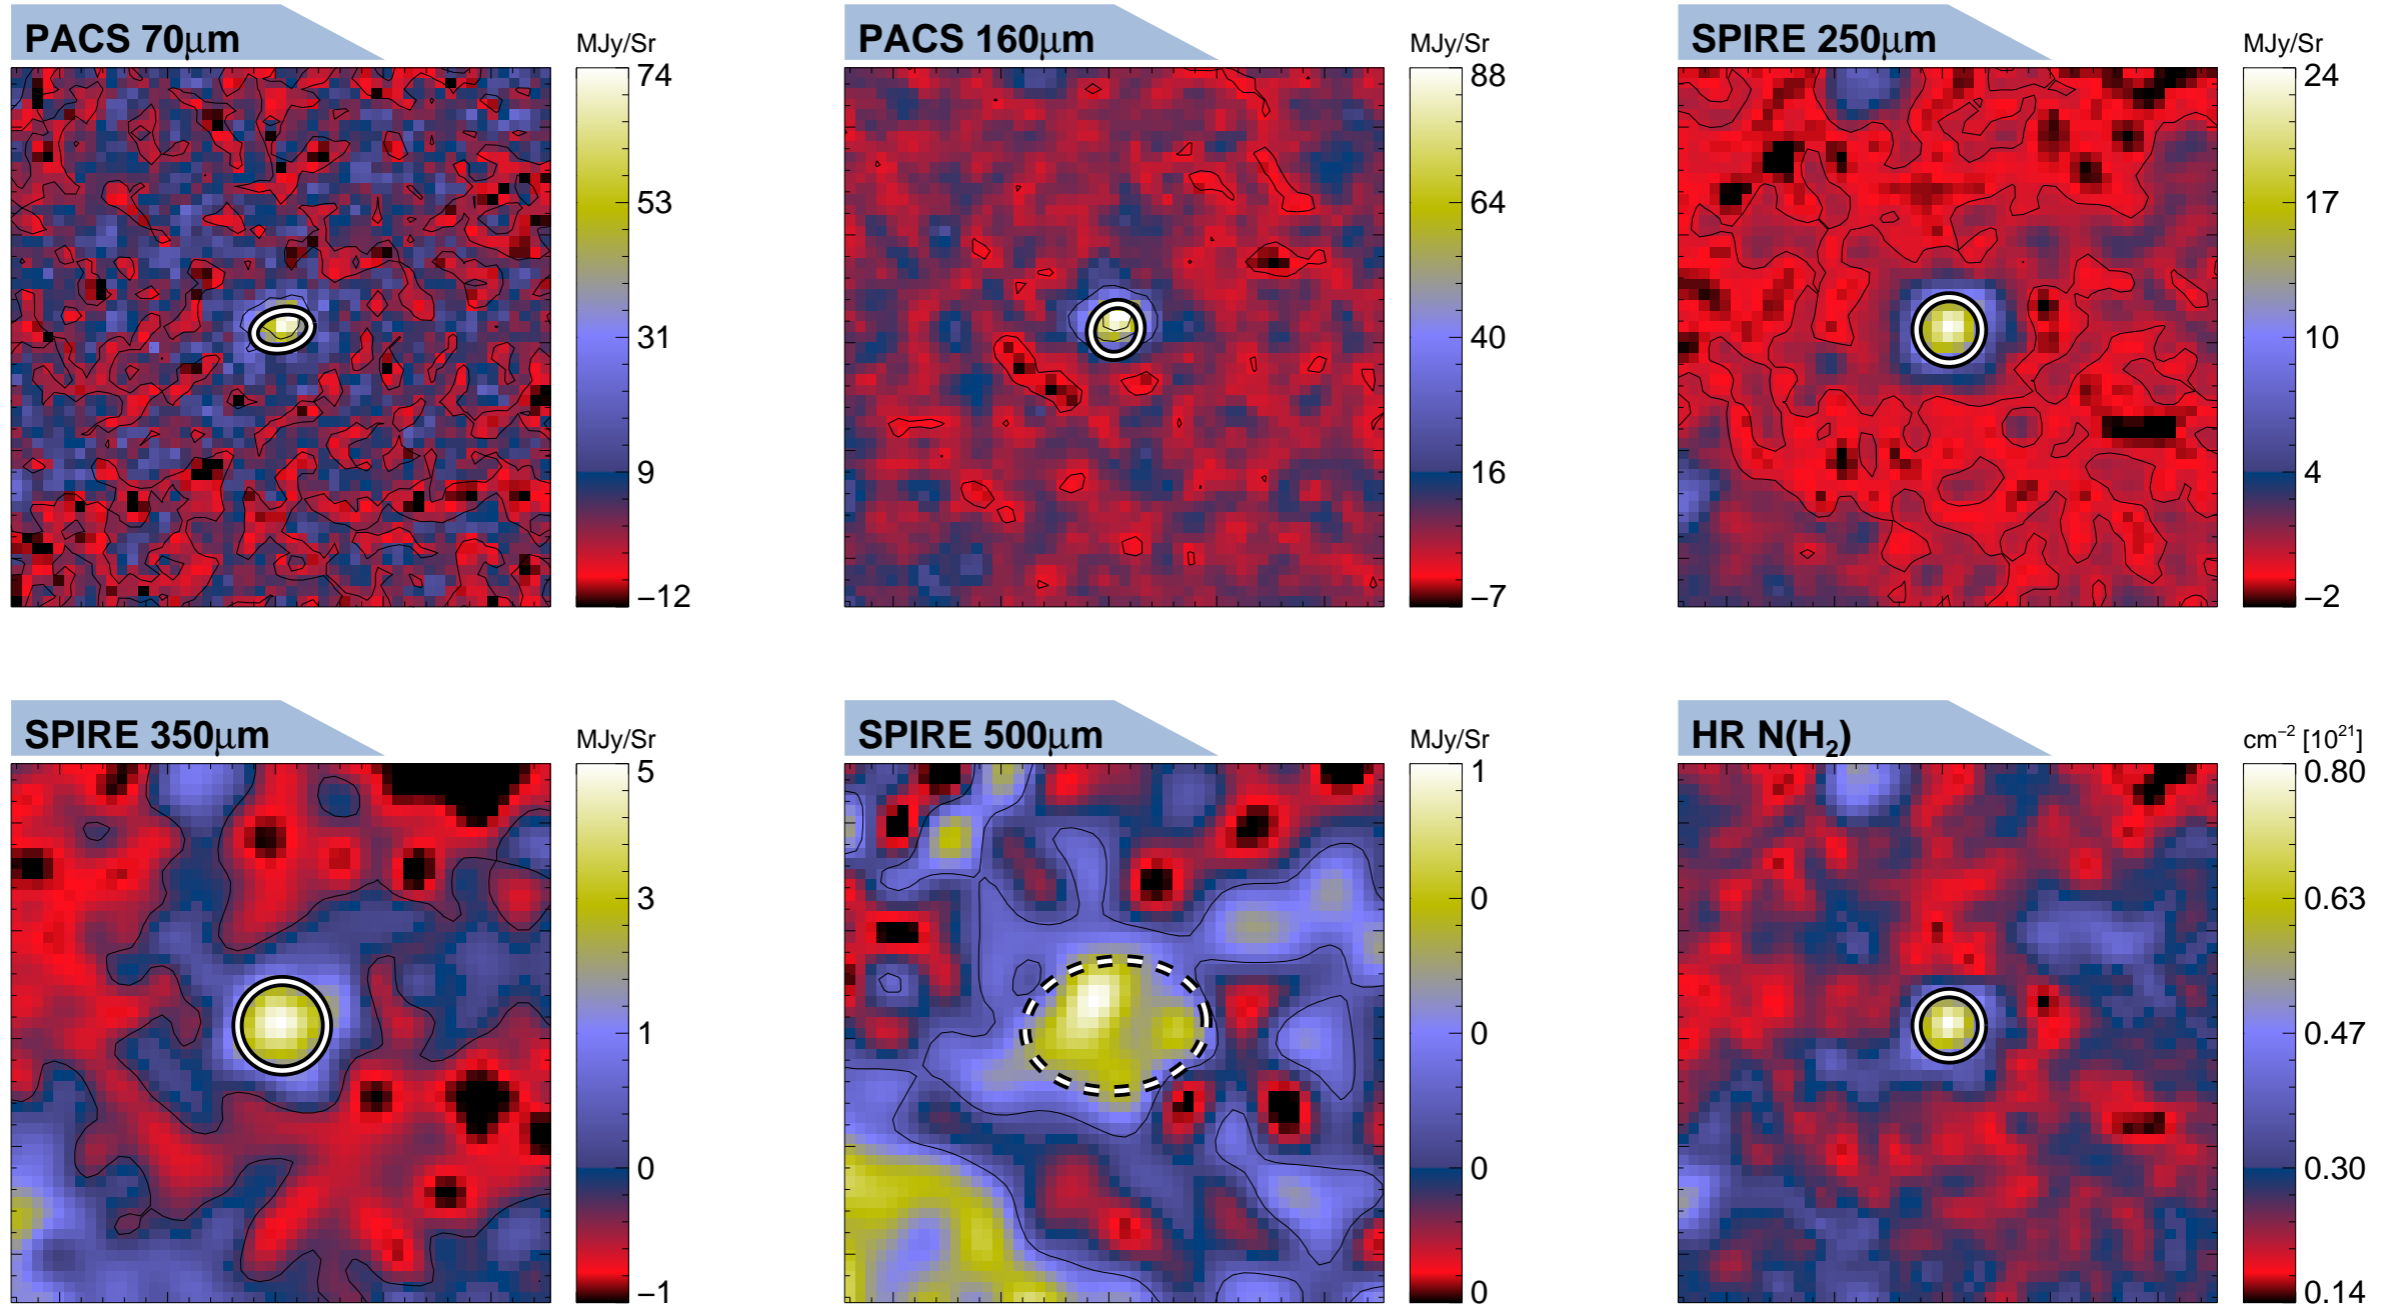 PACS 70μm
MJy/Sr
74
53
31
9
−12
PACS 160μm
MJy/Sr
88
64
40
16
−7
SPIRE 250μm
MJy/Sr
24
17
10
4
−2
SPIRE 350μm
MJy/Sr
5
3
1
0
−1
SPIRE 500μm
MJy/Sr
1
0
0
0
0
HR N(H₂)
cm⁻² [10²¹]
0.80
0.63
0.47
0.30
0.14